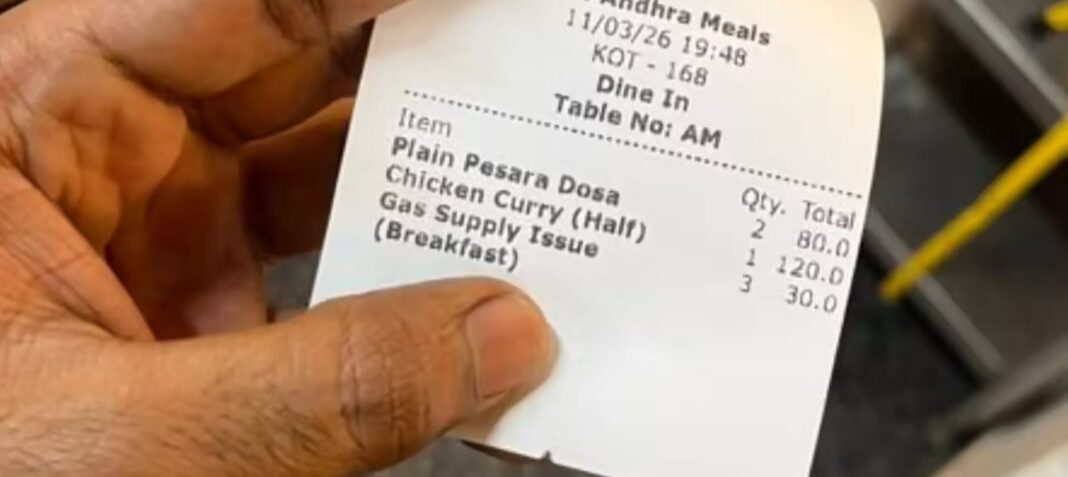 Andhra Meals
11/03/26 19:48
KOT - 168
Dine In
Table No: AM
Item Qty. Total
Plain Pesara Dosa 2 80.0
Chicken Curry (Half) 1 120.0
Gas Supply Issue 3 30.0
(Breakfast)